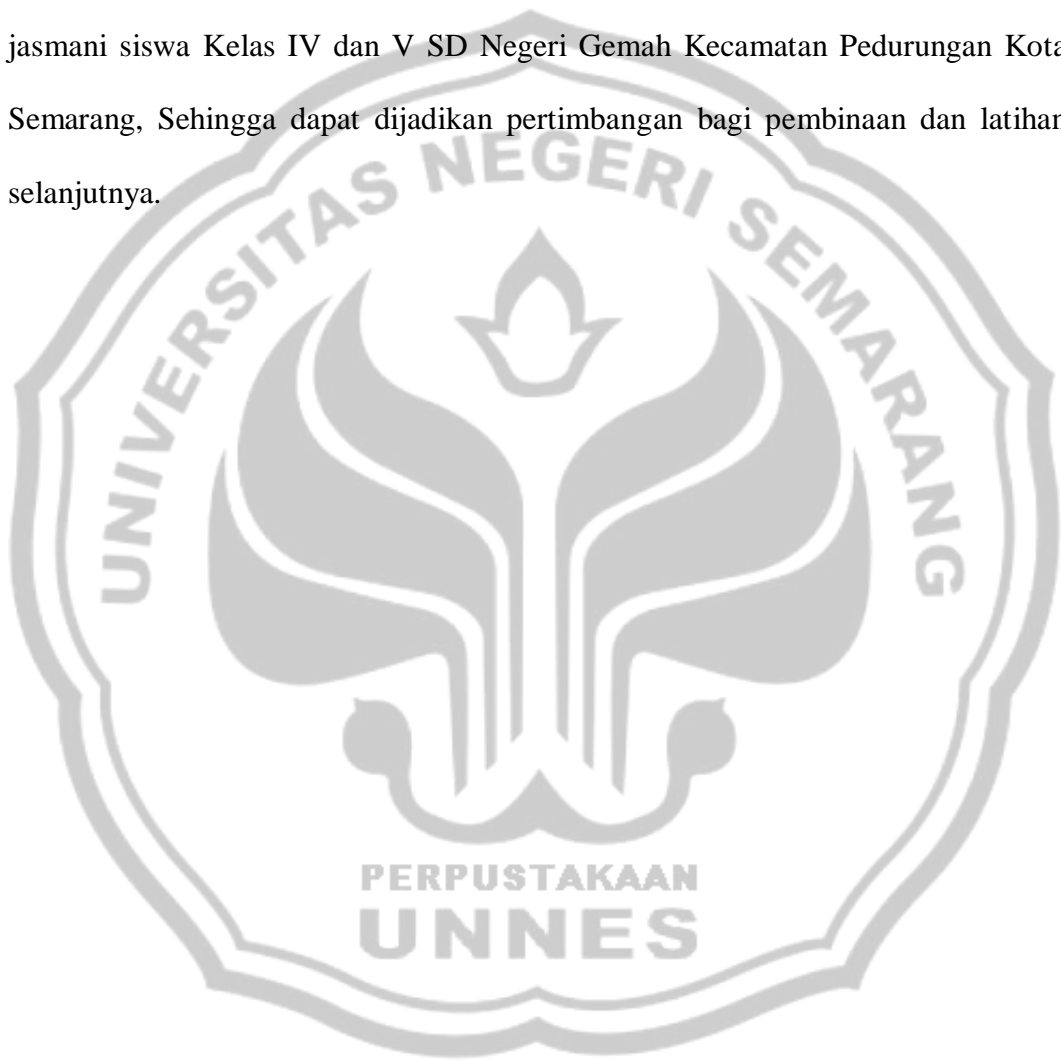 jasmani siswa Kelas IV dan V SD Negeri Gemah Kecamatan Pedurungan Kota
Semarang, Sehingga dapat dijadikan pertimbangan bagi pembinaan dan latihan
selanjutnya.
UNIVERSITAS NEGERI SEMARANG
PERPUSTAKAAN
UNNES